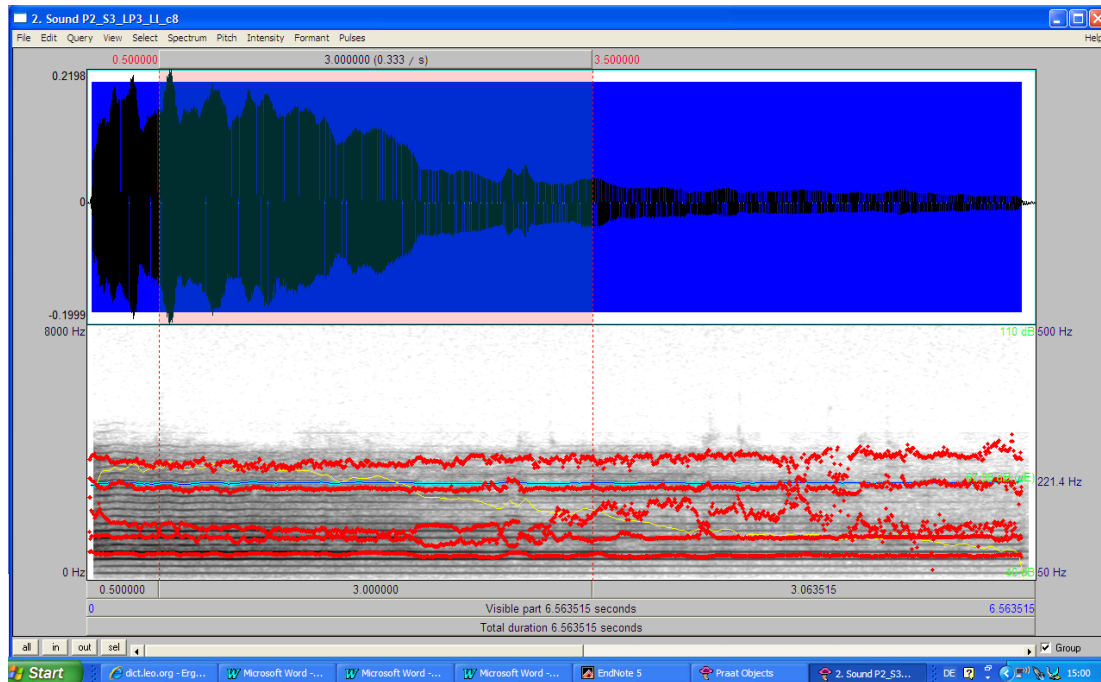 2. Sound P2_S3_LP3_LI_c8
File Edit Query View Select Spectrum Pitch Intensity Formant Pulses Help
0.500000 3.000000 (0.333 / s) 3.500000
0.2198
0
-0.1999
8000 Hz 110 dB 500 Hz
221.4 Hz
0 Hz 40 dB 50 Hz
0.500000 3.000000 3.063515
0 Visible part 6.563515 seconds 6.563515
Total duration 6.563515 seconds
all in out sel Group
Start dict.leo.org - Erg... Microsoft Word -... Microsoft Word -... Microsoft Word -... EndNote 5 Praat Objects 2. Sound P2_S3... DE 15:00